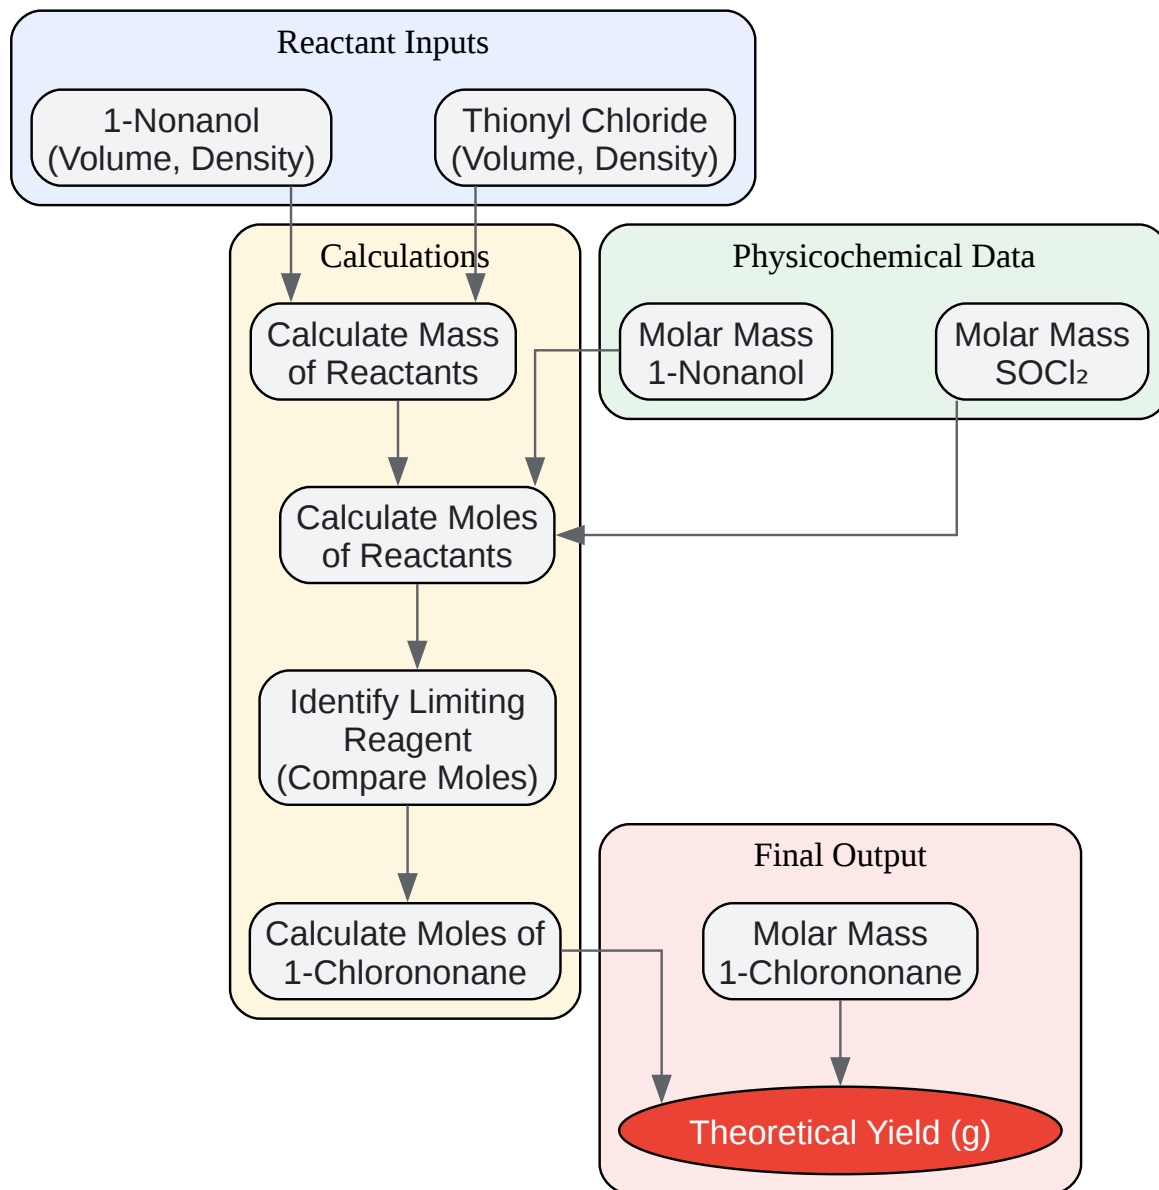 Reactant Inputs
1-Nonanol
(Volume, Density)
Thionyl Chloride
(Volume, Density)
Calculations
Physicochemical Data
Calculate Mass
of Reactants
Molar Mass
1-Nonanol
Molar Mass
SOCl₂
Calculate Moles
of Reactants
Identify Limiting
Reagent
(Compare Moles)
Final Output
Calculate Moles of
1-Chlorononane
Molar Mass
1-Chlorononane
Theoretical Yield (g)